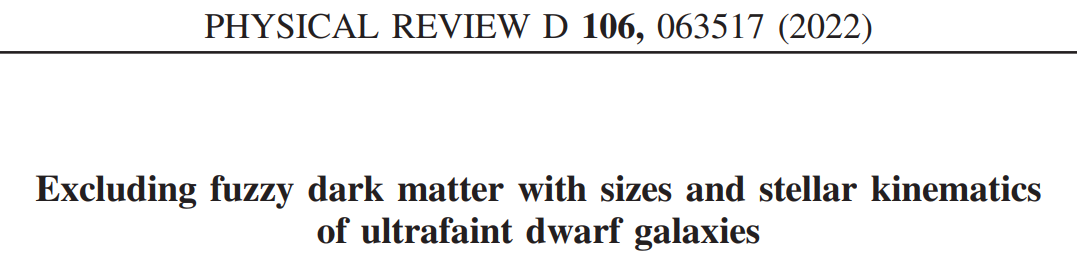 PHYSICAL REVIEW D 106, 063517 (2022)
Excluding fuzzy dark matter with sizes and stellar kinematics
of ultrafaint dwarf galaxies